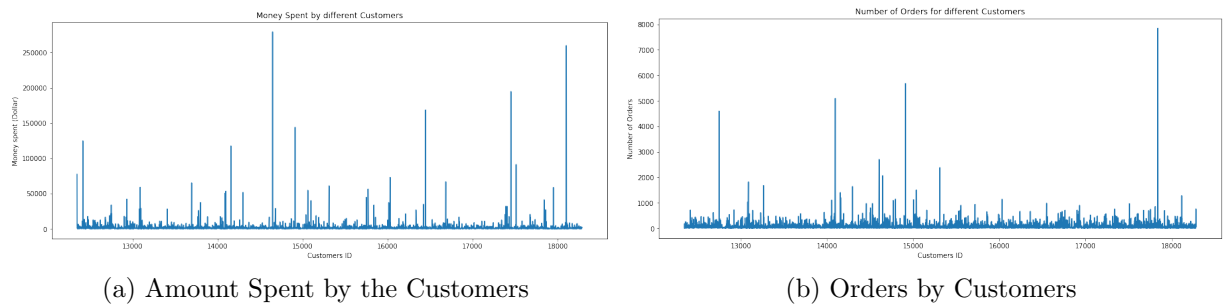 Money Spent by different Customers
Money spent (Dollar)
250000
200000
150000
100000
50000
0
13000 14000 15000 16000 17000 18000
Customers ID
(a) Amount Spent by the Customers
Number of Orders for different Customers
Number of Orders
8000
7000
6000
5000
4000
3000
2000
1000
0
13000 14000 15000 16000 17000 18000
Customers ID
(b) Orders by Customers